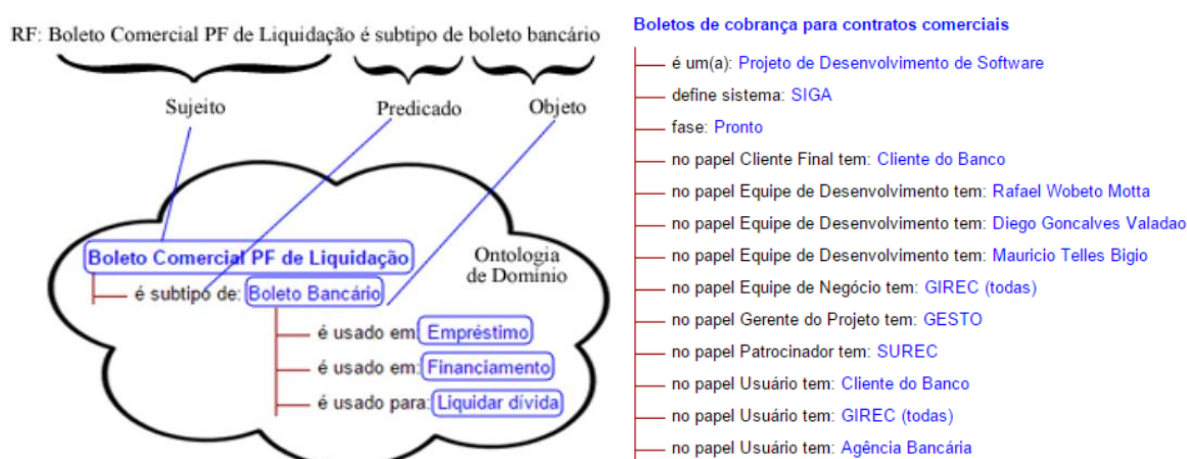 RF: Boleto Comercial PF de Liquidação é subtipo de boleto bancário
Sujeito
Predicado
Objeto
Boleto Comercial PF de Liquidação
Ontologia
de Domínio
é subtipo de: Boleto Bancário
é usado em: Empréstimo
é usado em: Financiamento
é usado para: Liquidar dívida
Boletos de cobrança para contratos comerciais
é um(a): Projeto de Desenvolvimento de Software
define sistema: SIGA
fase: Pronto
no papel Cliente Final tem: Cliente do Banco
no papel Equipe de Desenvolvimento tem: Rafael Wobeto Motta
no papel Equipe de Desenvolvimento tem: Diego Goncalves Valadao
no papel Equipe de Desenvolvimento tem: Mauricio Telles Bigio
no papel Equipe de Negócio tem: GIREC (todas)
no papel Gerente do Projeto tem: GESTO
no papel Patrocinador tem: SUREC
no papel Usuário tem: Cliente do Banco
no papel Usuário tem: GIREC (todas)
no papel Usuário tem: Agência Bancária